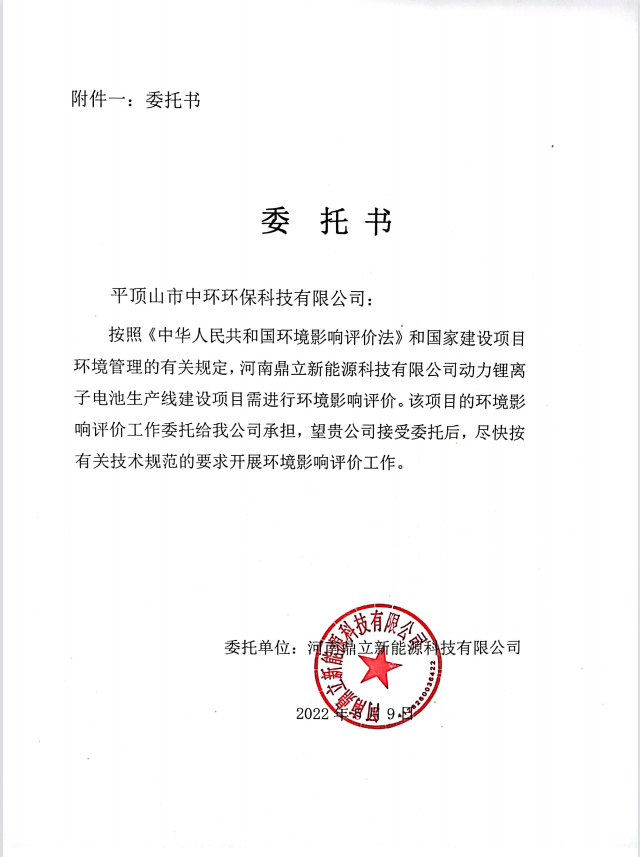 附件一：委托书
委 托 书
平顶山市中环环保科技有限公司：
按照《中华人民共和国环境影响评价法》和国家建设项目
环境管理的有关规定，河南鼎立新能源科技有限公司动力锂离
子电池生产线建设项目需进行环境影响评价。该项目的环境影
响评价工作委托给我公司承担，望贵公司接受委托后，尽快按
有关技术规范的要求开展环境影响评价工作。
委托单位：河南鼎立新能源科技有限公司
河南鼎立新能源科技有限公司
2022 年 月 9 日